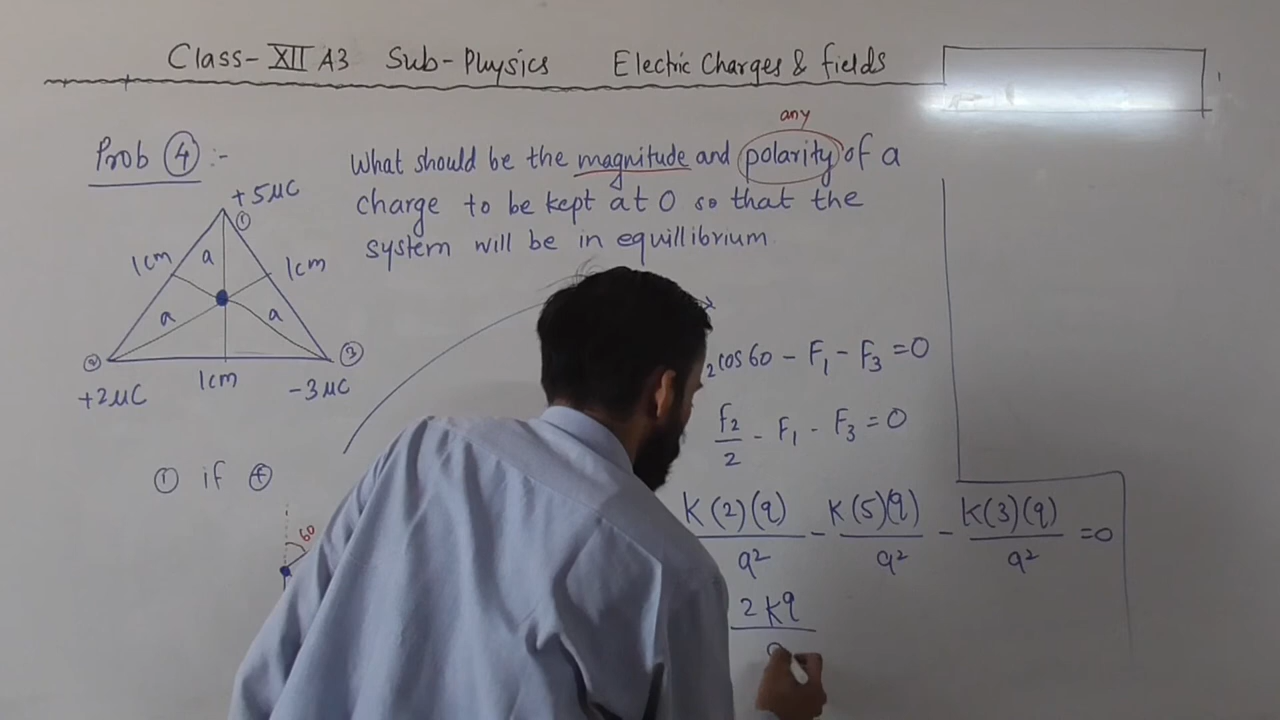 Class-XII A3 Sub-Physics Electric Charges & fields
Prob ④ :-
any
What should be the magnitude and polarity of a
charge to be kept at O so that the
system will be in equillibrium
+5μC
①
1cm
a
1cm
a
a
②
③
+2μC
1cm
-3μC
① if ⊕
60
₂cos60 - F₁ - F₃ = 0
F₂/2 - F₁ - F₃ = 0
K(2)(q)/a² - K(5)(q)/a² - K(3)(q)/a² = 0
2Kq